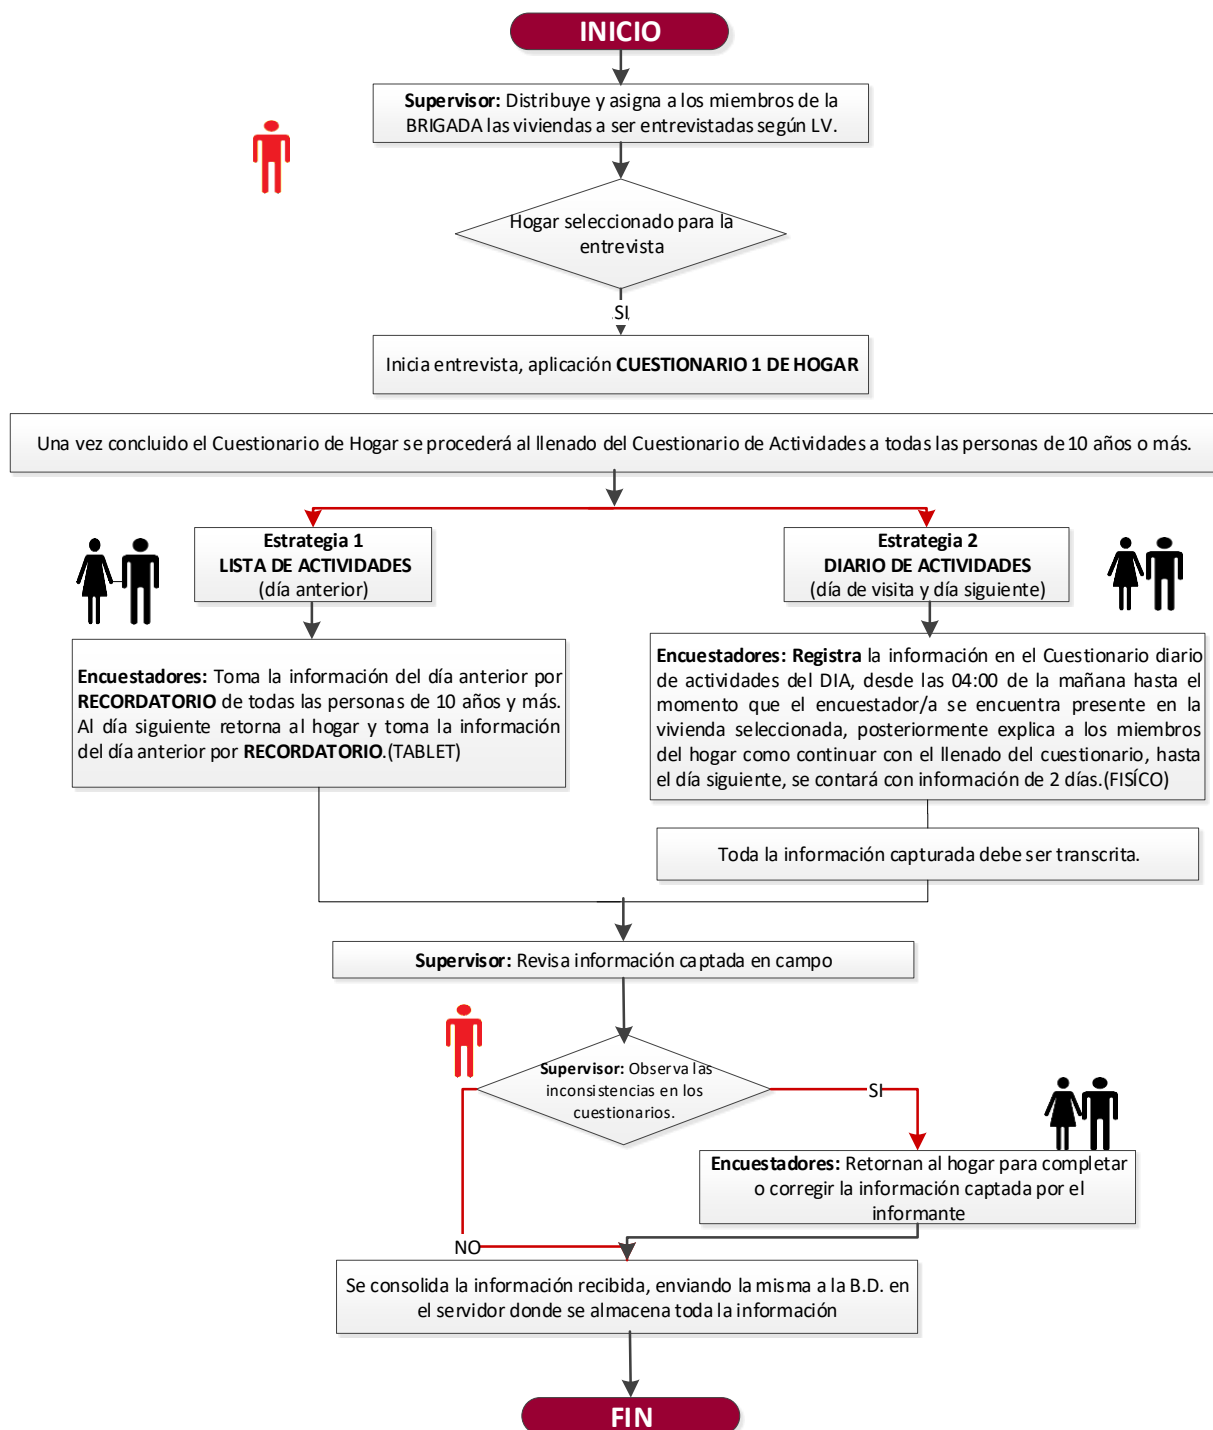 INICIO
Supervisor: Distribuye y asigna a los miembros de la
BRIGADA las viviendas a ser entrevistadas según LV.
Hogar seleccionado para la
entrevista
SI
Inicia entrevista, aplicación CUESTIONARIO 1 DE HOGAR
Una vez concluido el Cuestionario de Hogar se procederá al llenado del Cuestionario de Actividades a todas las personas de 10 años o más.
Estrategia 1
LISTA DE ACTIVIDADES
(día anterior)
Estrategia 2
DIARIO DE ACTIVIDADES
(día de visita y día siguiente)
Encuestadores: Toma la información del día anterior por
RECORDATORIO de todas las personas de 10 años y más.
Al día siguiente retorna al hogar y toma la información
del día anterior por RECORDATORIO.(TABLET)
Encuestadores: Registra la información en el Cuestionario diario
de actividades del DIA, desde las 04:00 de la mañana hasta el
momento que el encuestador/a se encuentra presente en la
vivienda seleccionada, posteriormente explica a los miembros
del hogar como continuar con el llenado del cuestionario, hasta
el día siguiente, se contará con información de 2 días.(FISÍCO)
Toda la información capturada debe ser transcrita.
Supervisor: Revisa información captada en campo
Supervisor: Observa las
inconsistencias en los
cuestionarios.
SI
Encuestadores: Retornan al hogar para completar
o corregir la información captada por el
informante
NO
Se consolida la información recibida, enviando la misma a la B.D. en
el servidor donde se almacena toda la información
FIN